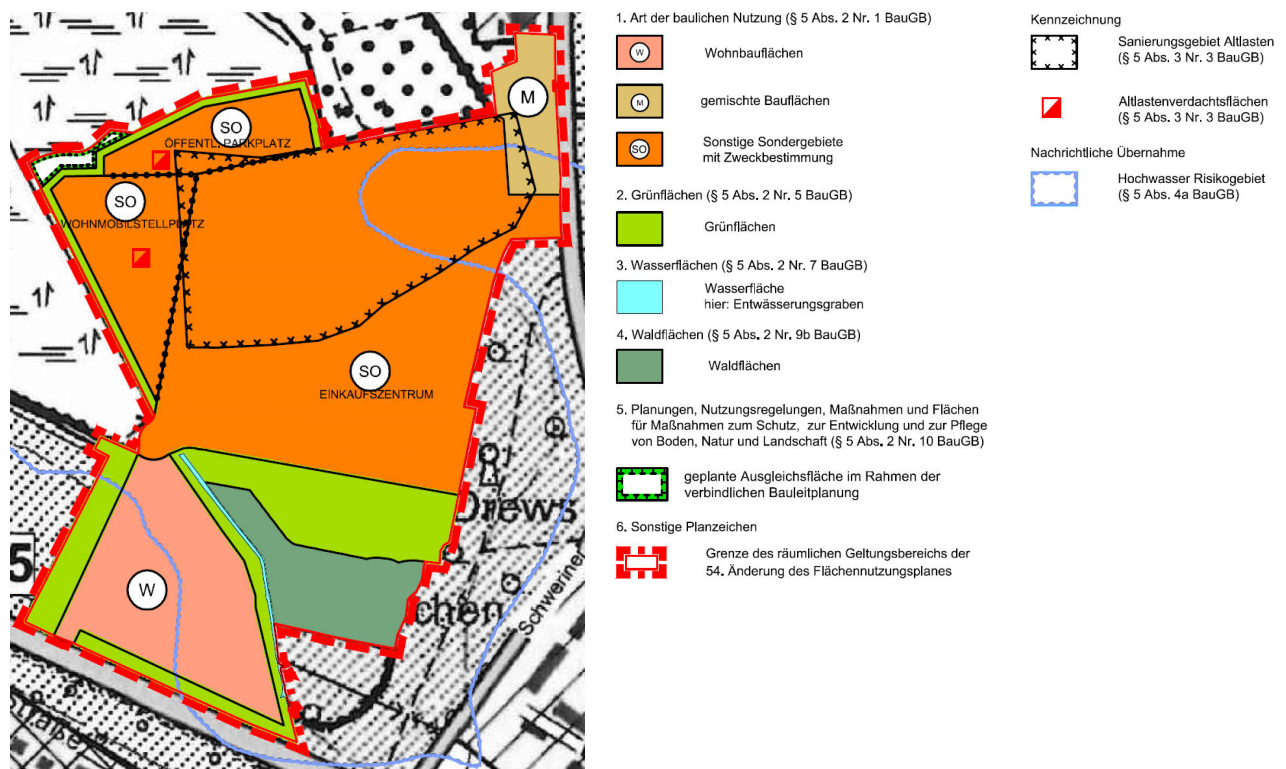 M
SO
ÖFFENTL. PARKPLATZ
SO
WOHNMOBILSTELLPLATZ
SO
EINKAUFSZENTRUM
Drews
5
W
chen
Schweriner
straße
1. Art der baulichen Nutzung (§ 5 Abs. 2 Nr. 1 BauGB)
W
Wohnbauflächen
M
gemischte Bauflächen
SO
Sonstige Sondergebiete
mit Zweckbestimmung
2. Grünflächen (§ 5 Abs. 2 Nr. 5 BauGB)
Grünflächen
3. Wasserflächen (§ 5 Abs. 2 Nr. 7 BauGB)
Wasserfläche
hier: Entwässerungsgraben
4. Waldflächen (§ 5 Abs. 2 Nr. 9b BauGB)
Waldflächen
5. Planungen, Nutzungsregelungen, Maßnahmen und Flächen
für Maßnahmen zum Schutz, zur Entwicklung und zur Pflege
von Boden, Natur und Landschaft (§ 5 Abs. 2 Nr. 10 BauGB)
geplante Ausgleichsfläche im Rahmen der
verbindlichen Bauleitplanung
6. Sonstige Planzeichen
Grenze des räumlichen Geltungsbereichs der
54. Änderung des Flächennutzungsplanes
Kennzeichnung
Sanierungsgebiet Altlasten
(§ 5 Abs. 3 Nr. 3 BauGB)
Altlastenverdachtsflächen
(§ 5 Abs. 3 Nr. 3 BauGB)
Nachrichtliche Übernahme
Hochwasser Risikogebiet
(§ 5 Abs. 4a BauGB)